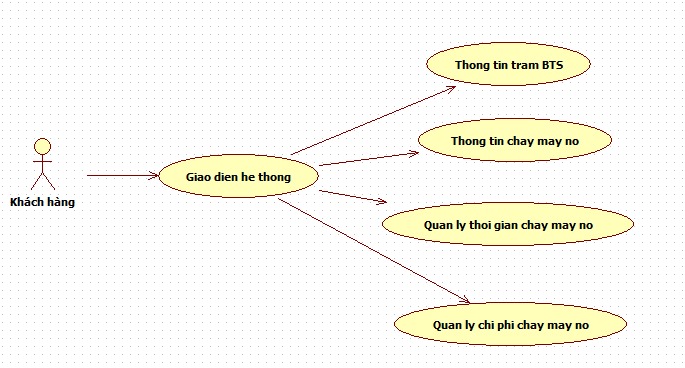 Thong tin tram BTS
Thong tin chay may no
Giao dien he thong
Khách hàng
Quan ly thoi gian chay may no
Quan ly chi phi chay may no